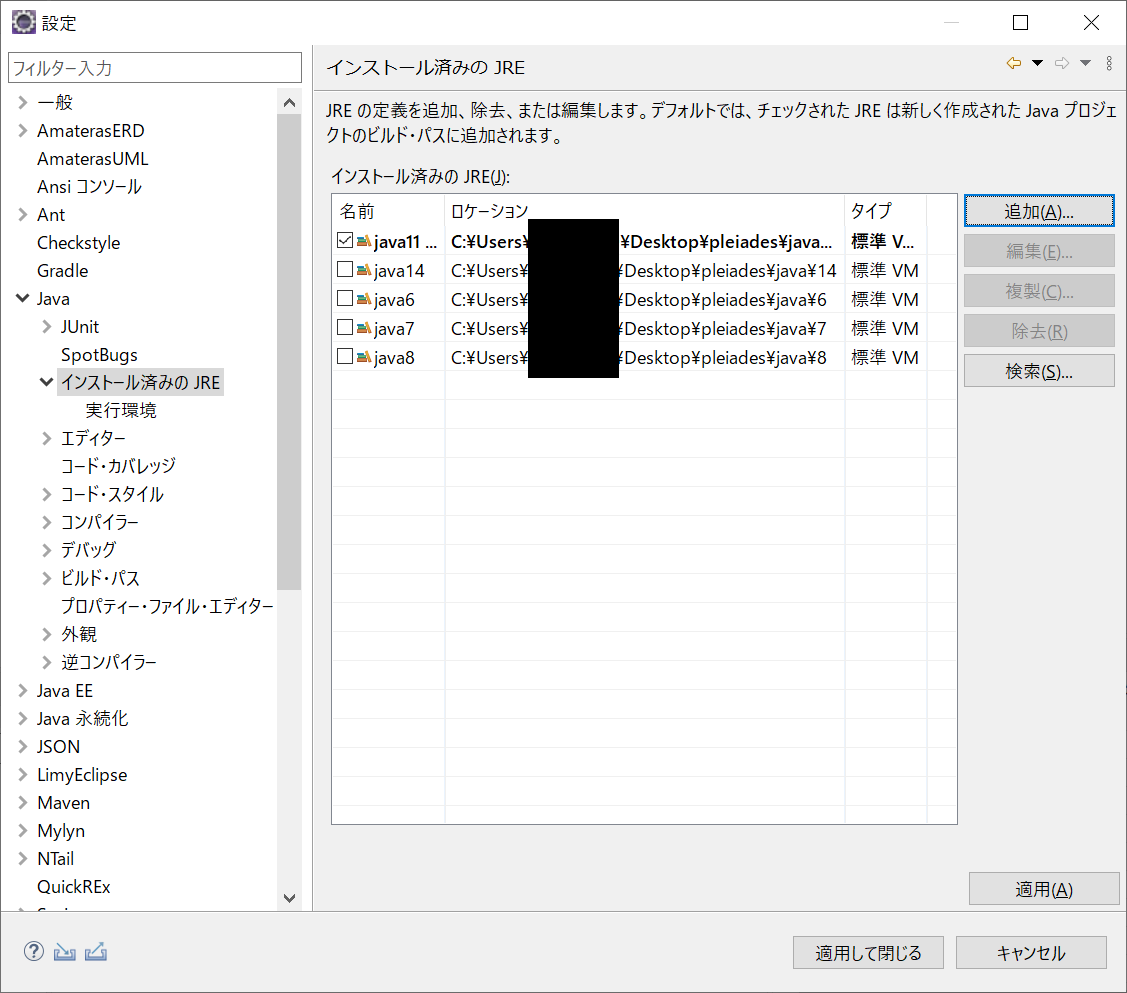 設定
フィルター入力
一般
AmaterasERD
AmaterasUML
Ansi コンソール
Ant
Checkstyle
Gradle
Java
JUnit
SpotBugs
インストール済みの JRE
実行環境
エディター
コード・カバレッジ
コード・スタイル
コンパイラー
デバッグ
ビルド・パス
プロパティー・ファイル・エディター
外観
逆コンパイラー
Java EE
Java 永続化
JSON
LimyEclipse
Maven
Mylyn
NTail
QuickREx
インストール済みの JRE
JRE の定義を追加、除去、または編集します。デフォルトでは、チェックされた JRE は新しく作成された Java プロジェ
クトのビルド・パスに追加されます。
インストール済みの JRE(J):
名前 ロケーション タイプ
java11 ... C:¥Users¥ ¥Desktop¥pleiades¥java... 標準 V...
java14 C:¥Users¥ ¥Desktop¥pleiades¥java¥14 標準 VM
java6 C:¥Users¥ ¥Desktop¥pleiades¥java¥6 標準 VM
java7 C:¥Users¥ ¥Desktop¥pleiades¥java¥7 標準 VM
java8 C:¥Users¥ ¥Desktop¥pleiades¥java¥8 標準 VM
追加(A)...
編集(E)...
複製(C)...
除去(R)
検索(S)...
適用(A)
適用して閉じる
キャンセル